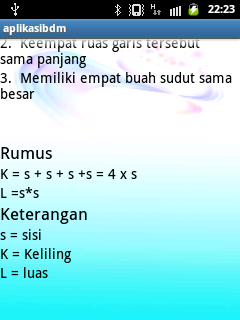 22:23
aplikasibdm
2. Keempat ruas garis tersebut
sama panjang
3. Memiliki empat buah sudut sama
besar
Rumus
K = s + s + s +s = 4 x s
L =s*s
Keterangan
s = sisi
K = Keliling
L = luas